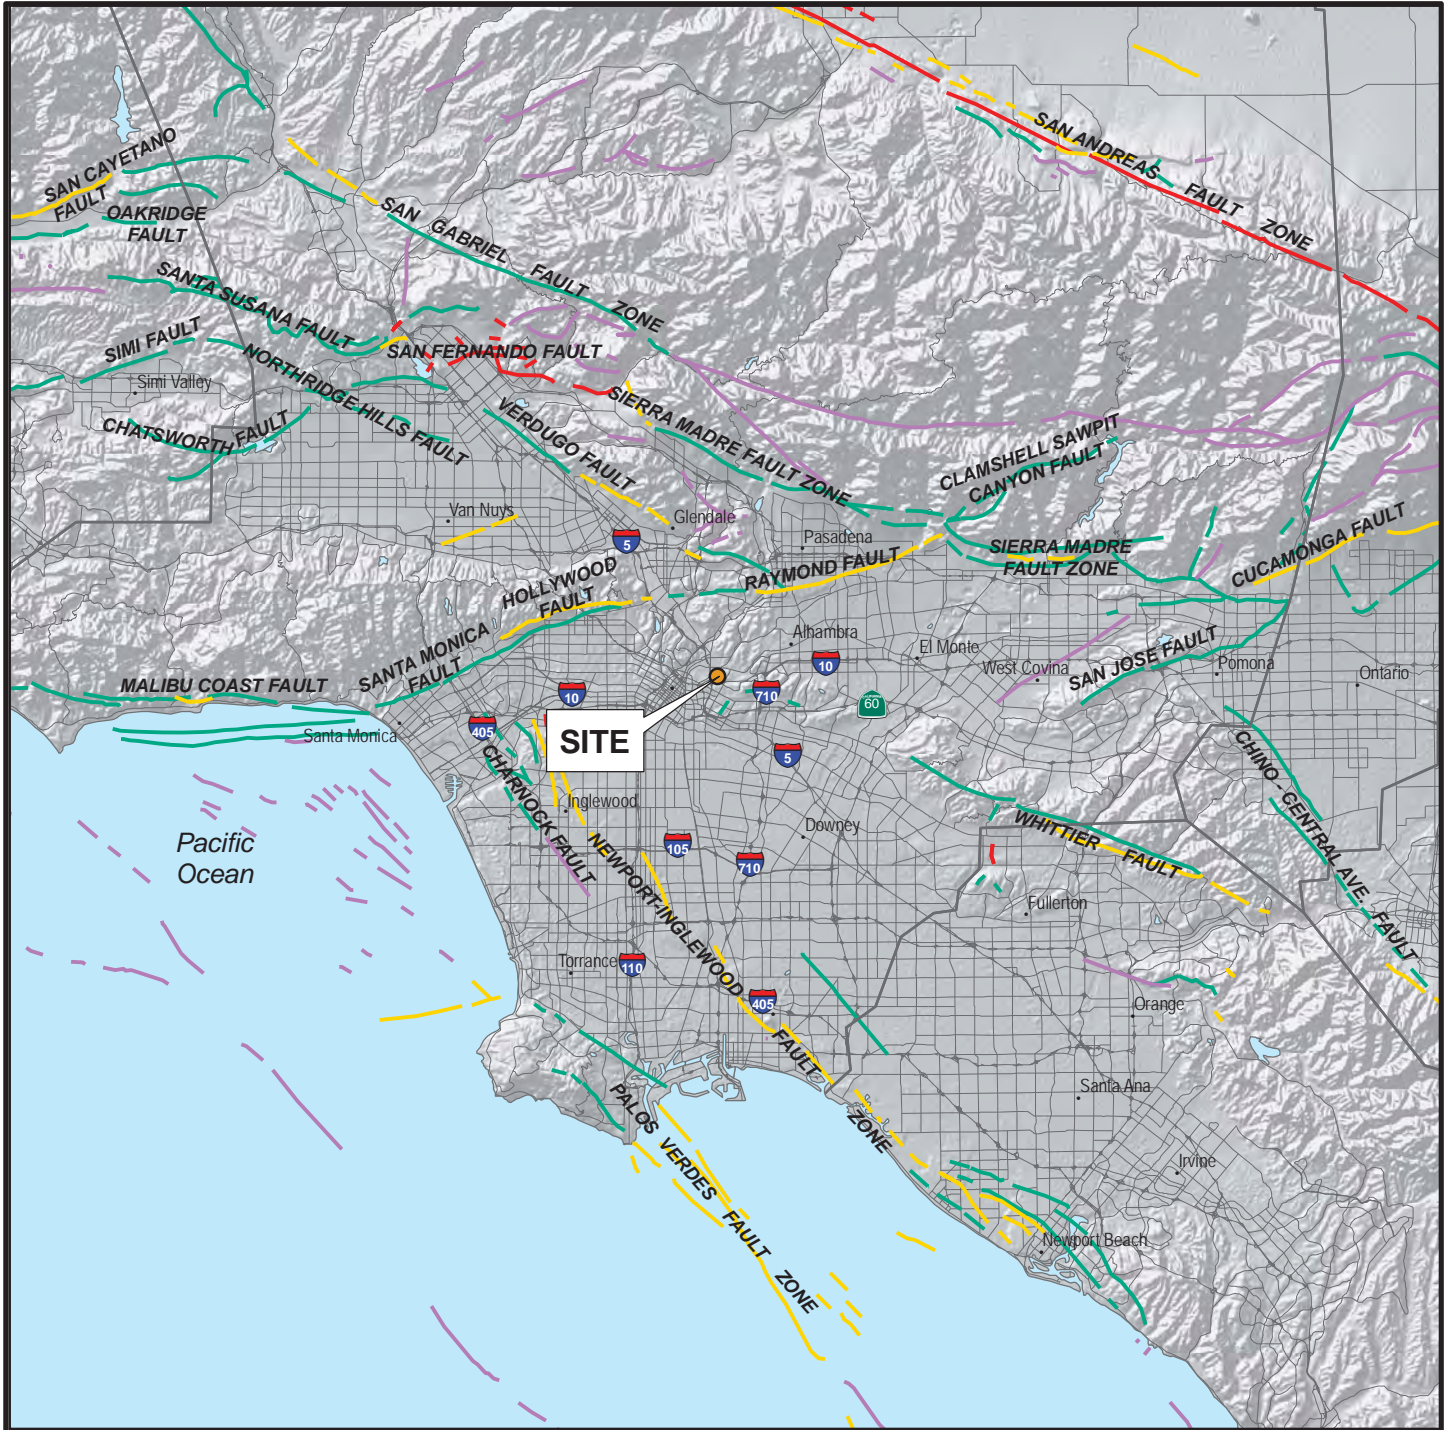 SAN ANDREAS FAULT ZONE
SAN CAYETANO
FAULT
OAKRIDGE
FAULT
SAN GABRIEL FAULT ZONE
SANTA SUSANA FAULT
SIMI FAULT
SAN FERNANDO FAULT
NORTHRIDGE HILLS FAULT
Simi Valley
CHATSWORTH FAULT
VERDUGO FAULT
SIERRA MADRE FAULT ZONE
CLAMSHELL SAWPIT
CANYON FAULT
Van Nuys
Glendale
5
Pasadena
SIERRA MADRE
FAULT ZONE
CUCAMONGA FAULT
RAYMOND FAULT
HOLLYWOOD
FAULT
Alhambra
El Monte
10
West Covina
SAN JOSE FAULT
Pomona
Ontario
SANTA MONICA
FAULT
MALIBU COAST FAULT
10
710
CALIFORNIA
60
Santa Monica
405
SITE
5
CHARNOCK FAULT
Inglewood
CHINO - CENTRAL AVE. FAULT
Downey
WHITTIER FAULT
Pacific
Ocean
105
710
NEWPORT-INGLEWOOD FAULT ZONE
Fullerton
Torrance
110
405
Orange
Santa Ana
PALOS VERDES FAULT ZONE
Irvine
Newport Beach